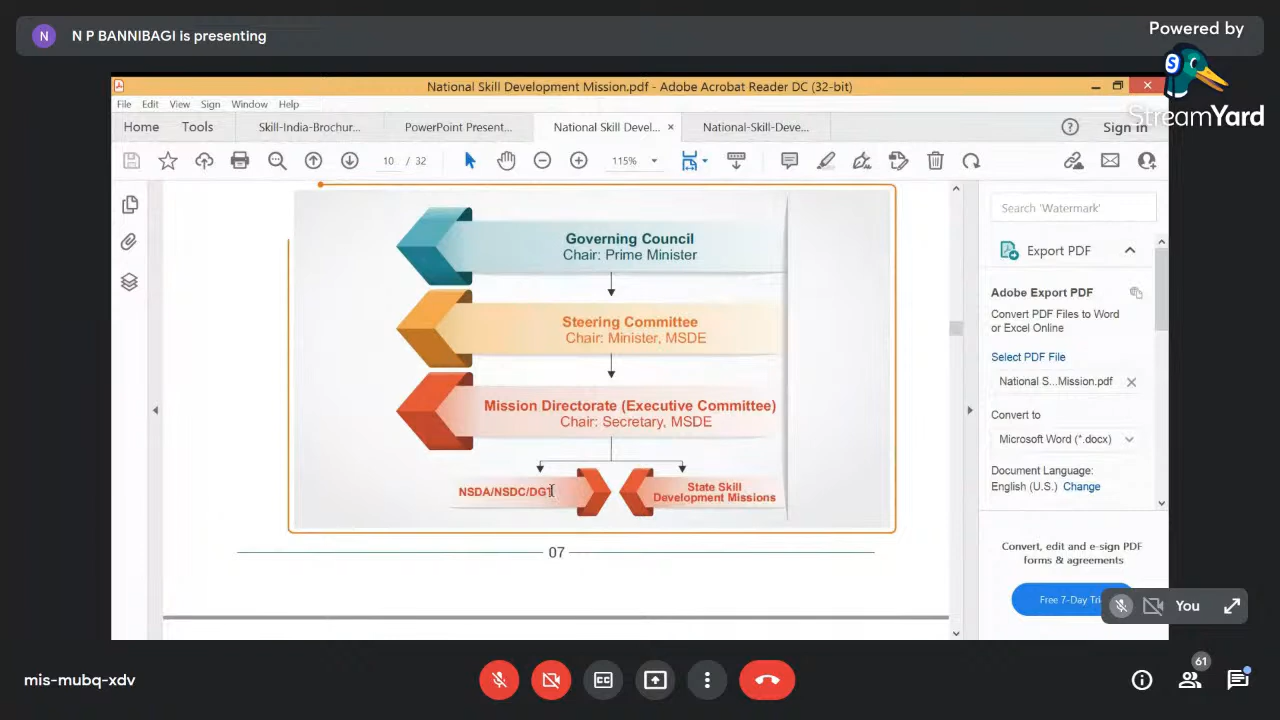 N
N P BANNIBAGI is presenting
Powered by
S
StreamYard
National Skill Development Mission.pdf - Adobe Acrobat Reader DC (32-bit)
File Edit View Sign Window Help
Home Tools Skill-India-Brochur... PowerPoint Present... National Skill Devel... × National-Skill-Deve... Sign In
10 / 32 115%
Governing Council
Chair: Prime Minister
Steering Committee
Chair: Minister, MSDE
Mission Directorate (Executive Committee)
Chair: Secretary, MSDE
NSDA/NSDC/DGT
State Skill
Development Missions
07
Search 'Watermark'
Export PDF
Adobe Export PDF
Convert PDF Files to Word
or Excel Online
Select PDF File
National S...Mission.pdf
Convert to
Microsoft Word (*.docx)
Document Language:
English (U.S.) Change
Convert, edit and e-sign PDF
forms & agreements
Free 7-Day
You
mis-mubq-xdv
61